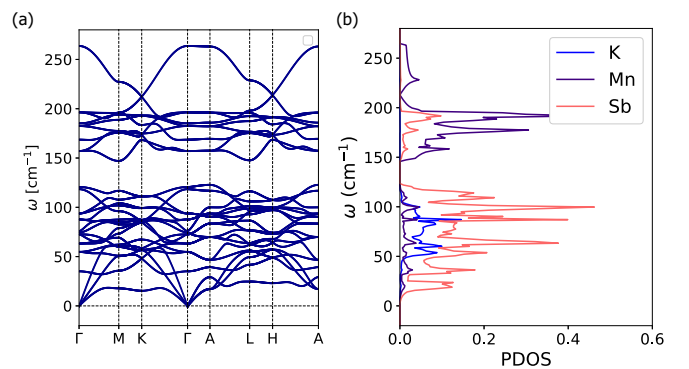 (a)
ω [cm⁻¹]
250
200
150
100
50
0
Γ M K Γ A L H A
(b)
ω (cm⁻¹)
250
200
150
100
50
0
0.0 0.2 0.4 0.6
PDOS
K
Mn
Sb